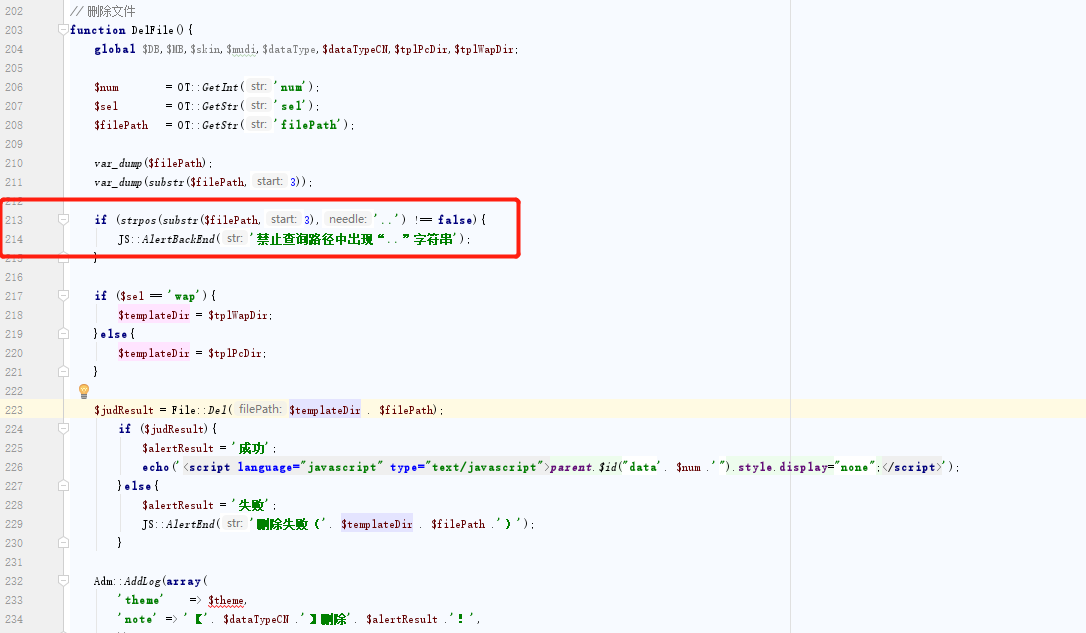 202 // 删除文件
203 function DelFile(){
204 global $DB,$MB,$skin,$mudi,$dataType,$dataTypeCN,$tplPcDir,$tplWapDir;
205
206 $num = OT::GetInt( str: 'num');
207 $sel = OT::GetStr( str: 'sel');
208 $filePath = OT::GetStr( str: 'filePath');
209
210 var_dump($filePath);
211 var_dump(substr($filePath, start: 3));
212
213 if (strpos(substr($filePath, start: 3), needle: '..') !== false){
214 JS::AlertBackEnd( str: '禁止查询路径中出现“..”字符串');
215 }
216
217 if ($sel == 'wap'){
218 $templateDir = $tplWapDir;
219 }else{
220 $templateDir = $tplPcDir;
221 }
222
223 $judResult = File::Del( filePath: $templateDir . $filePath);
224 if ($judResult){
225 $alertResult = '成功';
226 echo('<script language="javascript" type="text/javascript">parent.$id("data'. $num .'").style.display="none";</script>');
227 }else{
228 $alertResult = '失败';
229 JS::AlertEnd( str: '删除失败（'. $templateDir . $filePath .'）');
230 }
231
232 Adm::AddLog(array(
233 'theme' => $theme,
234 'note' => '【'. $dataTypeCN .'】删除'. $alertResult .'！',